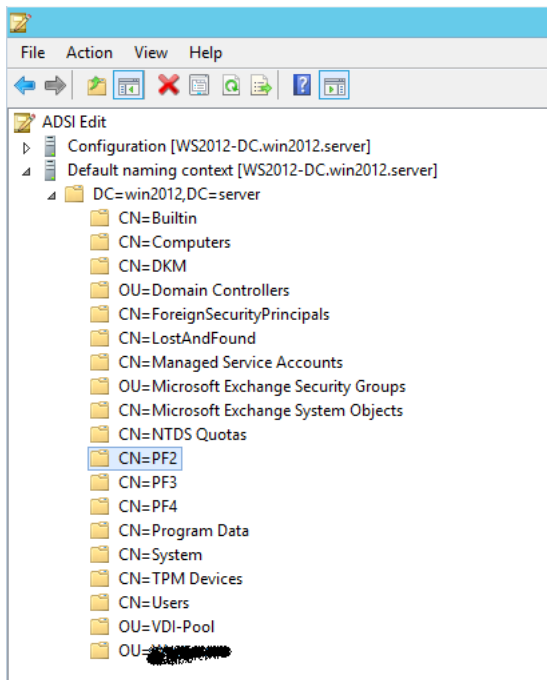 File Action View Help
ADSI Edit
Configuration [WS2012-DC.win2012.server]
Default naming context [WS2012-DC.win2012.server]
DC=win2012,DC=server
CN=Builtin
CN=Computers
CN=DKM
OU=Domain Controllers
CN=ForeignSecurityPrincipals
CN=LostAndFound
CN=Managed Service Accounts
OU=Microsoft Exchange Security Groups
CN=Microsoft Exchange System Objects
CN=NTDS Quotas
CN=PF2
CN=PF3
CN=PF4
CN=Program Data
CN=System
CN=TPM Devices
CN=Users
OU=VDI-Pool
OU=